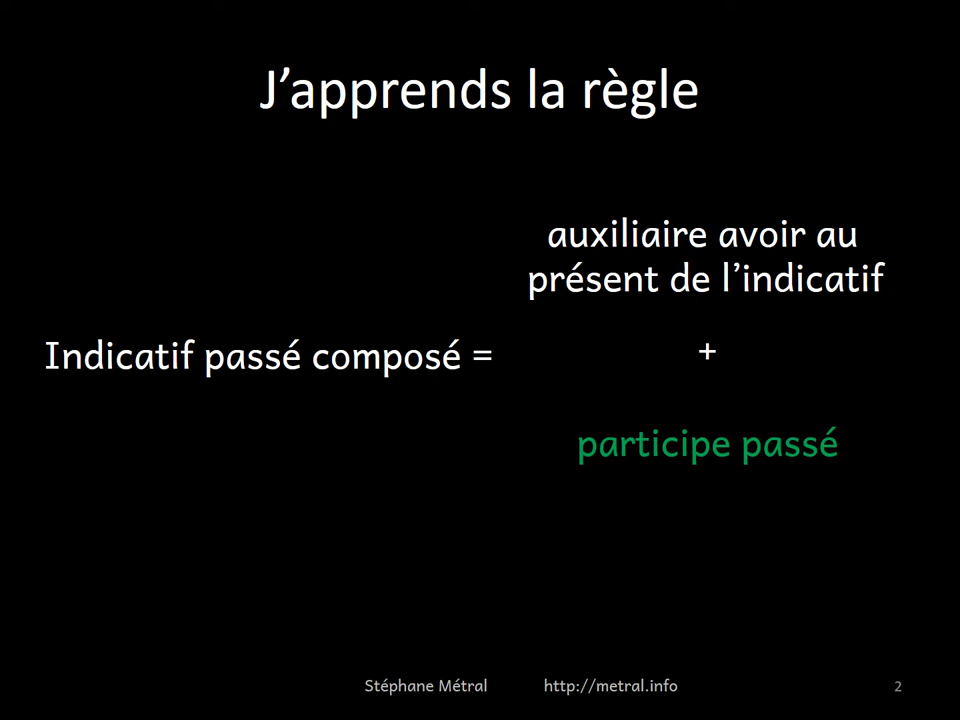 J’apprends la règle
auxiliaire avoir au
présent de l’indicatif
Indicatif passé composé =
+
participe passé
Stéphane Métral http://metral.info 2